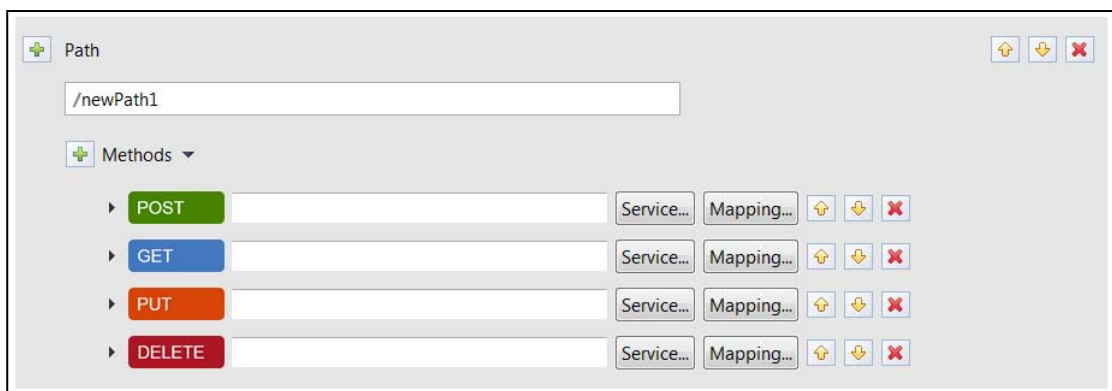 Path
/newPath1
Methods
POST Service... Mapping...
GET Service... Mapping...
PUT Service... Mapping...
DELETE Service... Mapping...